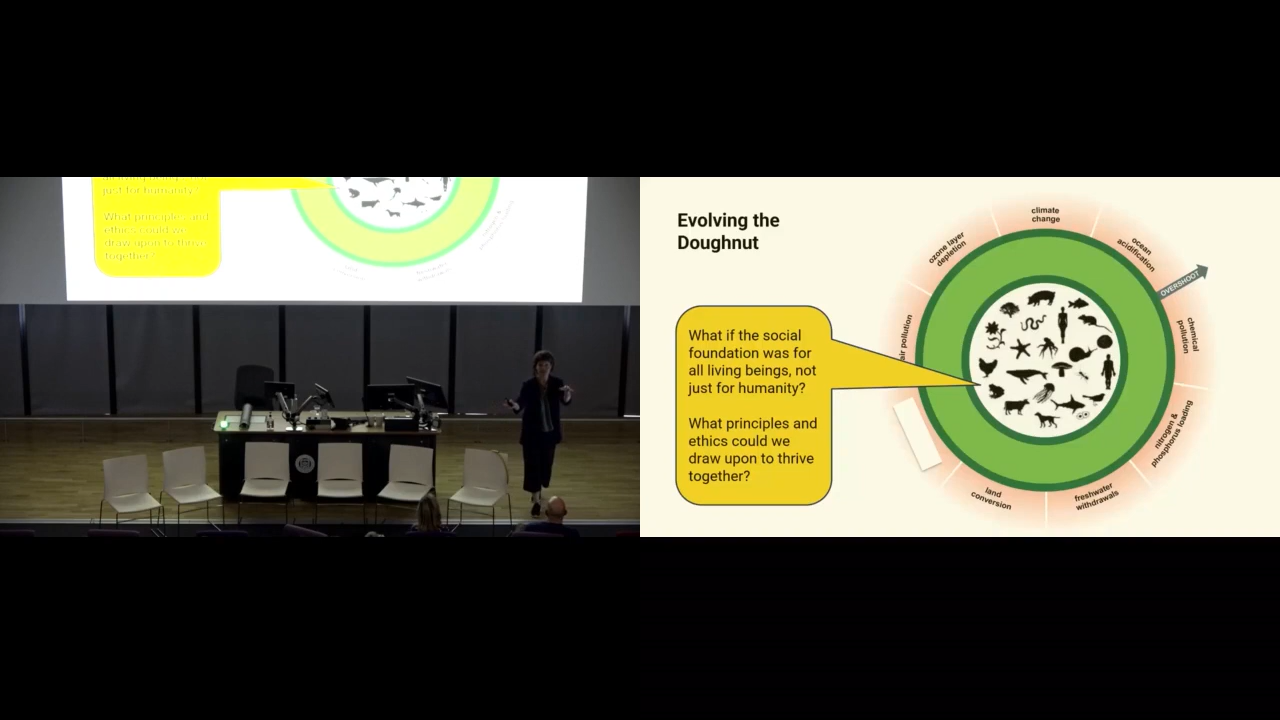 just for humanity?
What principles and
ethics could we
draw upon to thrive
together?
Evolving the
Doughnut
What if the social
foundation was for
all living beings, not
just for humanity?
What principles and
ethics could we
draw upon to thrive
together?
climate
change
ocean
acidification
OVERSHOOT
chemical
pollution
nitrogen &
phosphorus loading
freshwater
withdrawals
land
conversion
air pollution
ozone layer
depletion